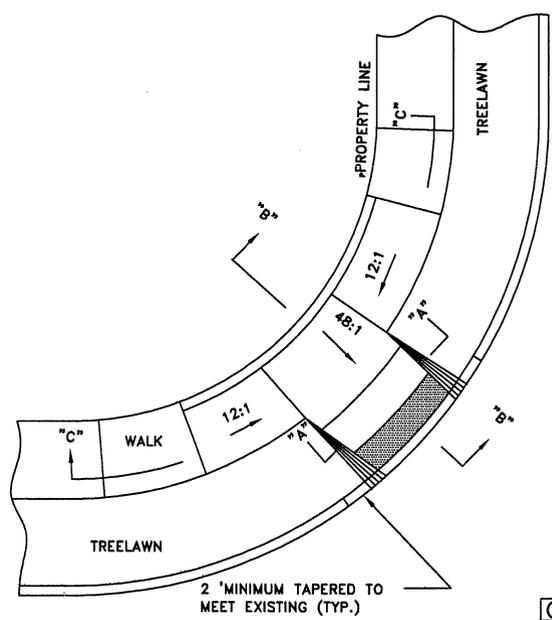 "PROPERTY LINE
TREELAWN
"C"
"B"
12:1
"A"
48:1
12:1
"A"
"B"
"C"
WALK
TREELAWN
2 'MINIMUM TAPERED TO
MEET EXISTING (TYP.)